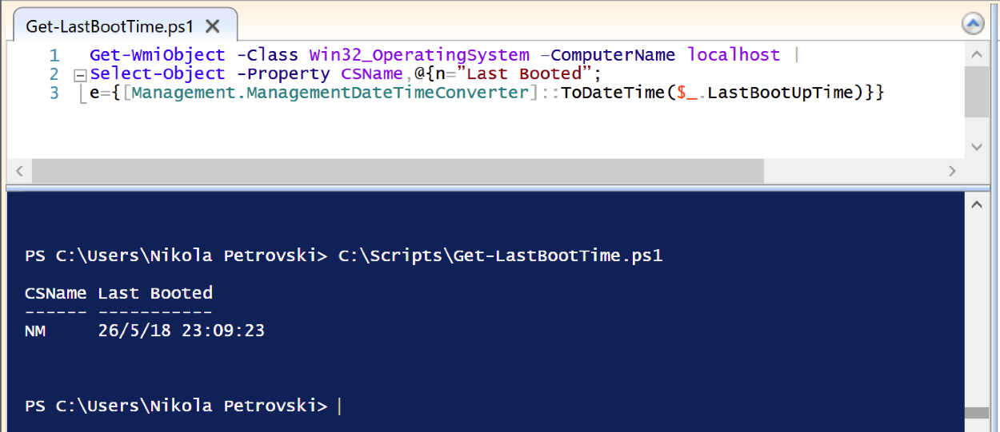 Get-LastBootTime.ps1
1 Get-WmiObject -Class Win32_OperatingSystem –ComputerName localhost |
2 Select-Object -Property CSName,@{n=”Last Booted”;
3 e={[Management.ManagementDateTimeConverter]::ToDateTime($_.LastBootUpTime)}}
PS C:\Users\Nikola Petrovski> C:\Scripts\Get-LastBootTime.ps1
CSName Last Booted
------ -----------
NM     26/5/18 23:09:23
PS C:\Users\Nikola Petrovski>